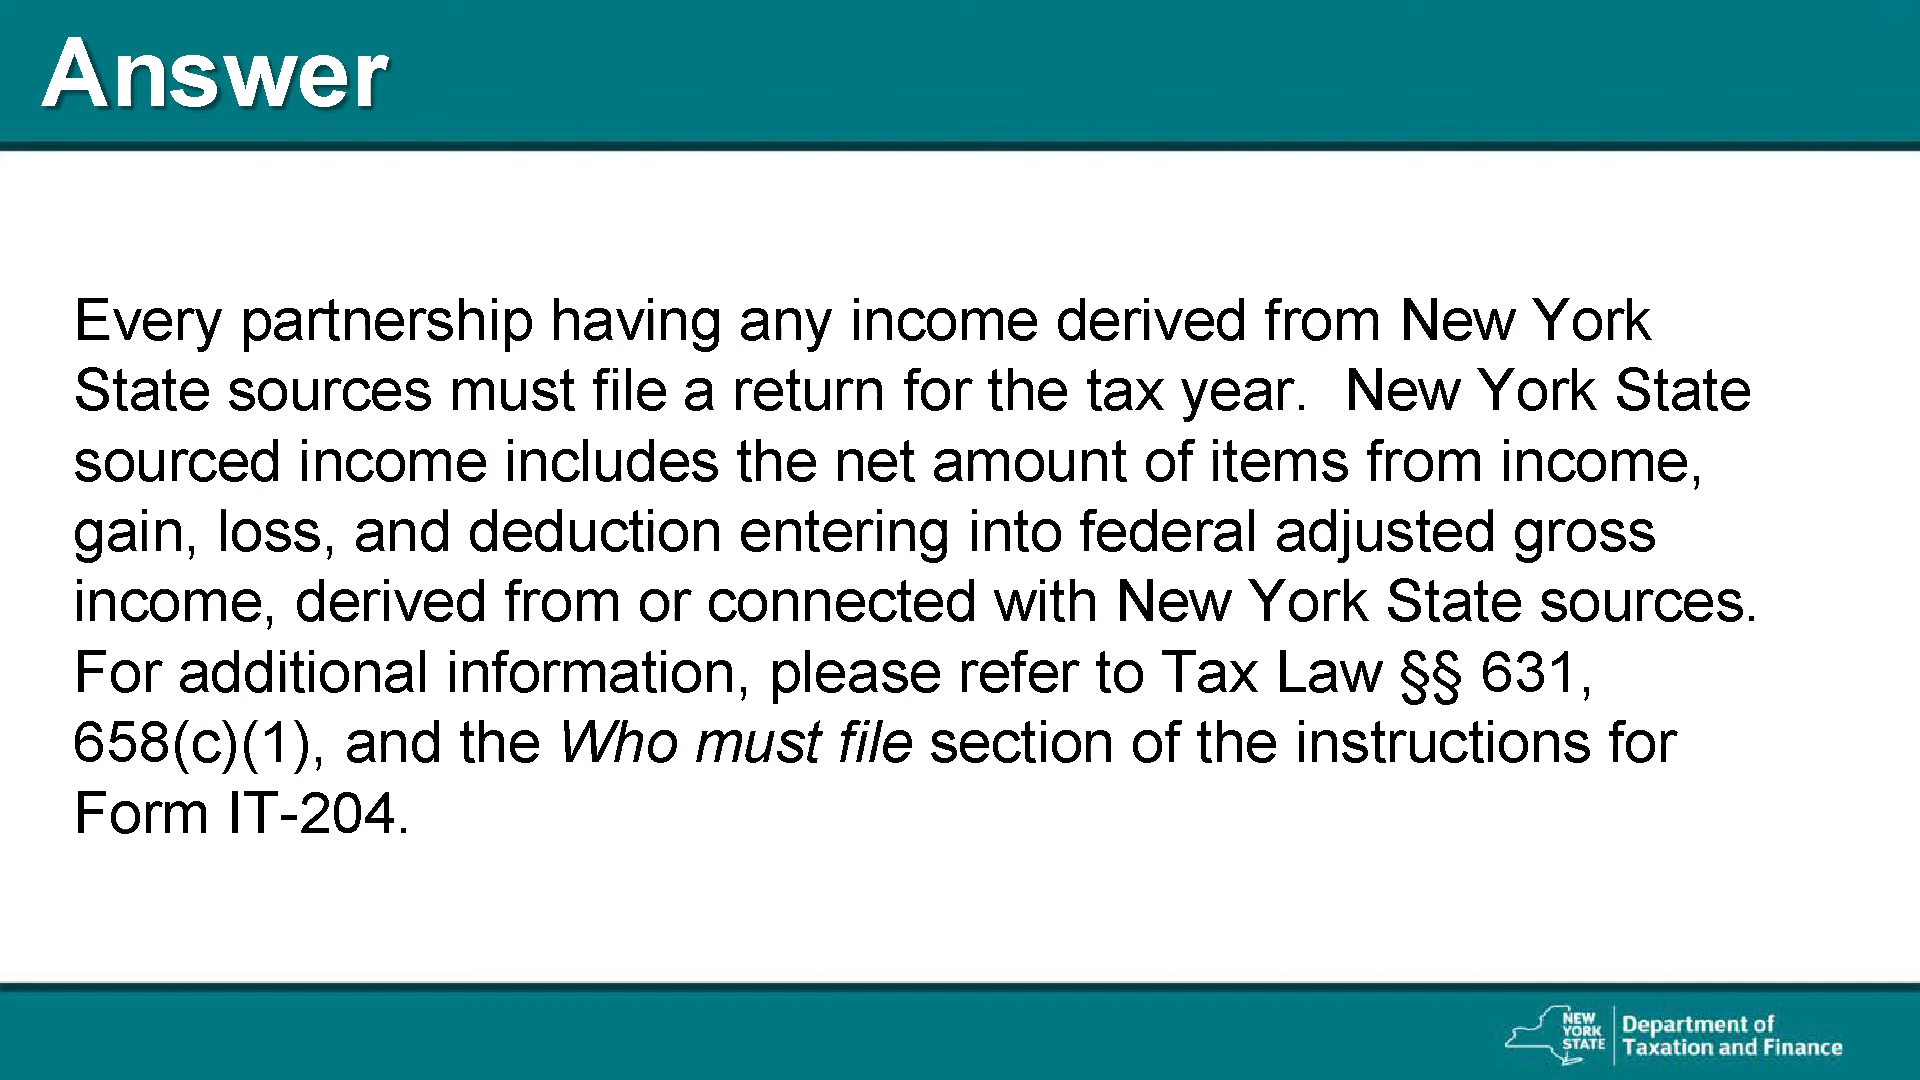 Answer
Every partnership having any income derived from New York
State sources must file a return for the tax year.  New York State
sourced income includes the net amount of items from income,
gain, loss, and deduction entering into federal adjusted gross
income, derived from or connected with New York State sources.
For additional information, please refer to Tax Law §§ 631,
658(c)(1), and the Who must file section of the instructions for
Form IT-204.
NEW
YORK
STATE
Department of
Taxation and Finance